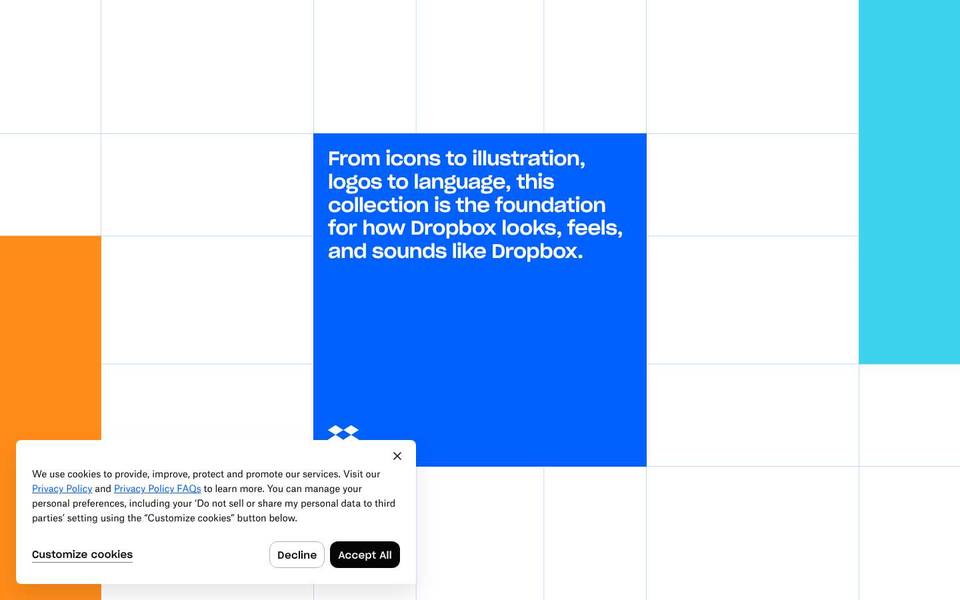 From icons to illustration,
logos to language, this
collection is the foundation
for how Dropbox looks, feels,
and sounds like Dropbox.
We use cookies to provide, improve, protect and promote our services. Visit our
Privacy Policy and Privacy Policy FAQs to learn more. You can manage your
personal preferences, including your ‘Do not sell or share my personal data to third
parties’ setting using the “Customize cookies” button below.
Customize cookies
Decline
Accept All